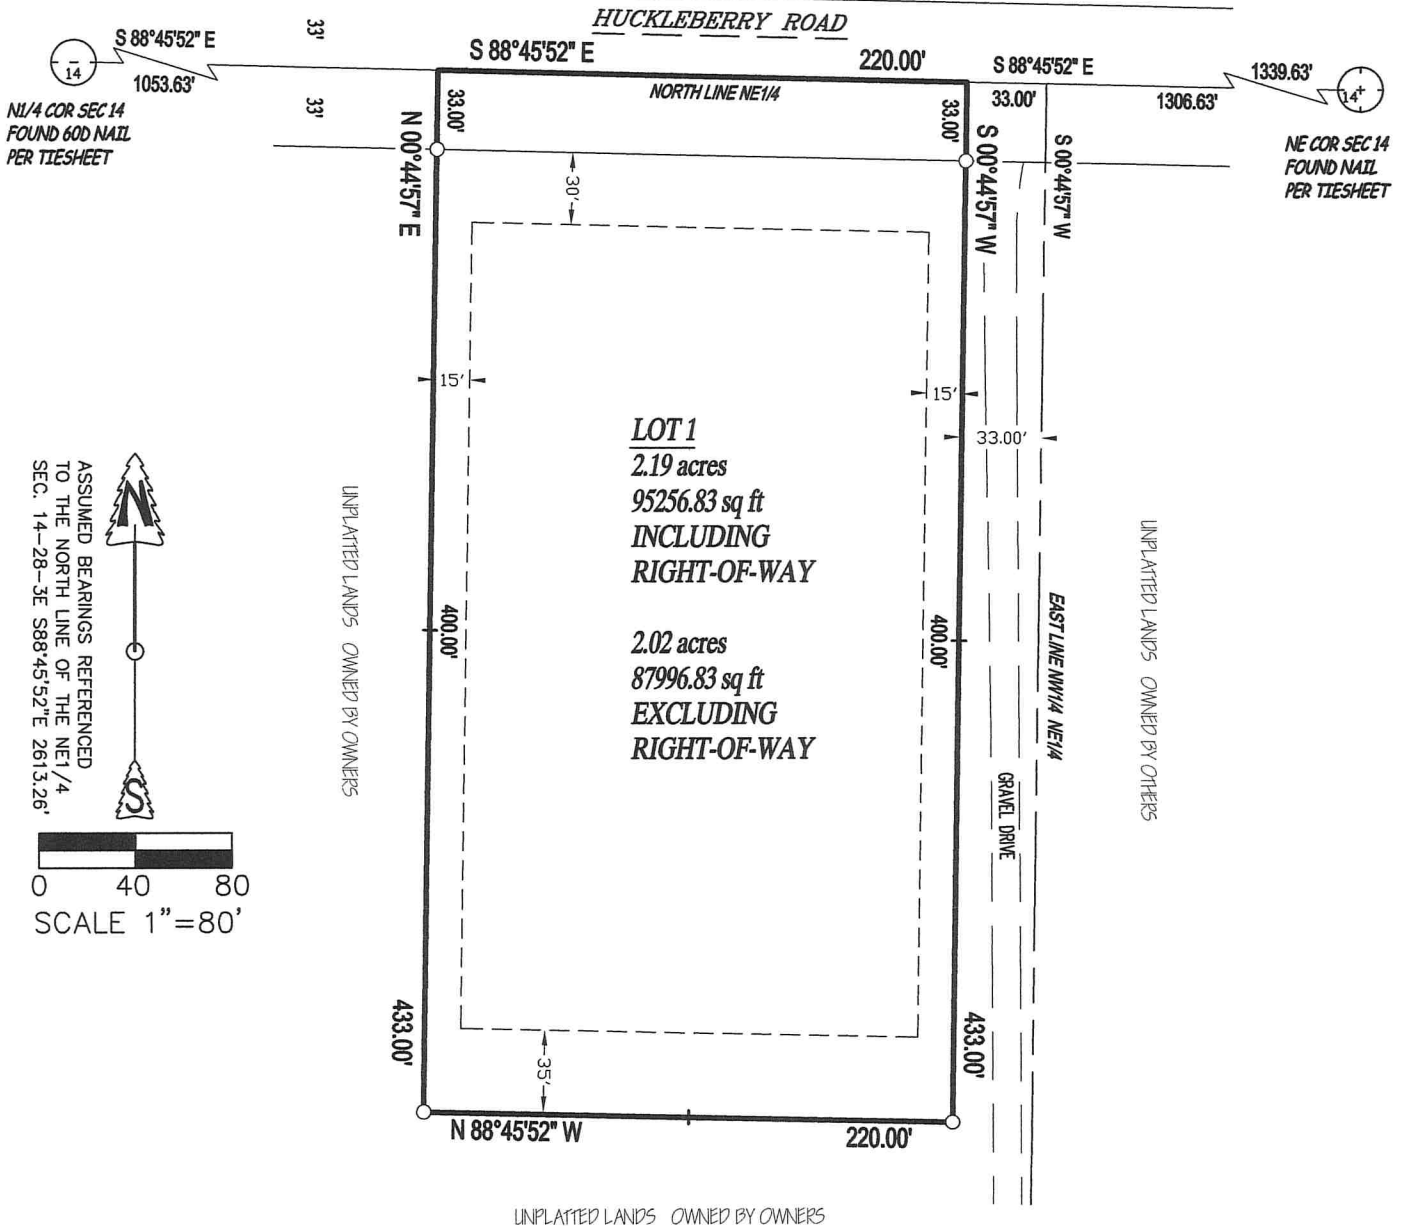 HUCKLEBERRY ROAD
33'
S 88°45'52" E
14
1053.63'
N1/4 COR SEC 14
FOUND 60D NAIL
PER TIESHEET
33'
S 88°45'52" E
220.00'
NORTH LINE NE1/4
S 88°45'52" E
33.00'
1339.63'
1306.63'
14
NE COR SEC 14
FOUND NAIL
PER TIESHEET
33.00'
N 00°44'57" E
33.00'
S 00°44'57" W
S 00°44'57" W
30'
15'
15'
33.00'
LOT 1
2.19 acres
95256.83 sq ft
INCLUDING
RIGHT-OF-WAY
2.02 acres
87996.83 sq ft
EXCLUDING
RIGHT-OF-WAY
400.00'
400.00'
UNPLATTED LANDS OWNED BY OWNERS
EAST LINE NW1/4 NE1/4
UNPLATTED LANDS OWNED BY OTHERS
GRAVEL DRIVE
N
S
ASSUMED BEARINGS REFERENCED
TO THE NORTH LINE OF THE NE1/4
SEC. 14-28-3E S88°45'52"E 2613.26'
0 40 80
SCALE 1"=80'
433.00'
433.00'
35'
N 88°45'52" W
220.00'
UNPLATTED LANDS OWNED BY OWNERS